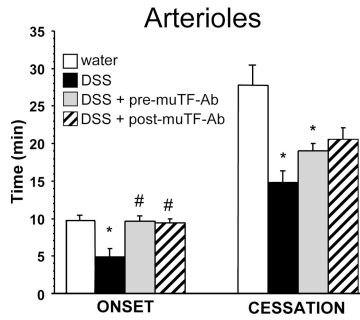 Arterioles
35
30
25
20
15
10
5
0
Time (min)
water
DSS
DSS + pre-muTF-Ab
DSS + post-muTF-Ab
*
#
#
*
*
ONSET
CESSATION